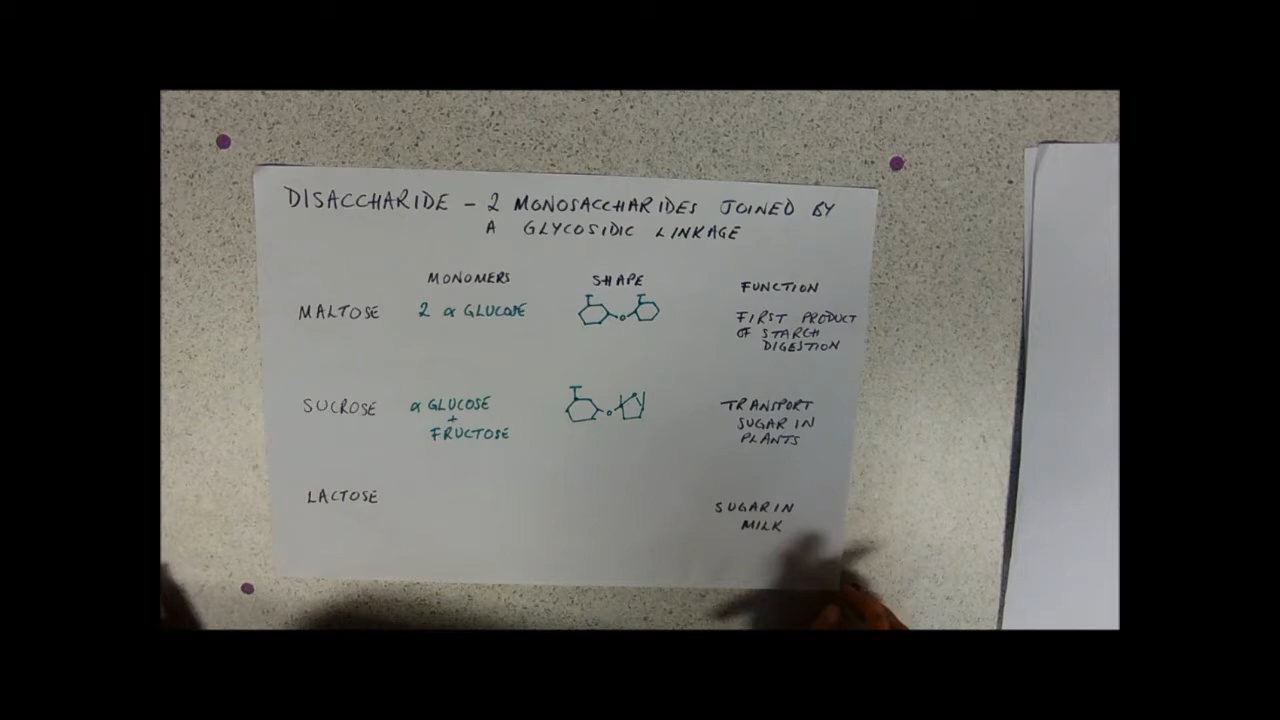 DISACCHARIDE - 2 MONOSACCHARIDES JOINED BY
A GLYCOSIDIC LINKAGE
MONOMERS SHAPE FUNCTION
MALTOSE 2 α GLUCOSE FIRST PRODUCT
OF STARCH
DIGESTION
SUCROSE α GLUCOSE
+
FRUCTOSE
TRANSPORT
SUGAR IN
PLANTS
LACTOSE
SUGAR IN
MILK